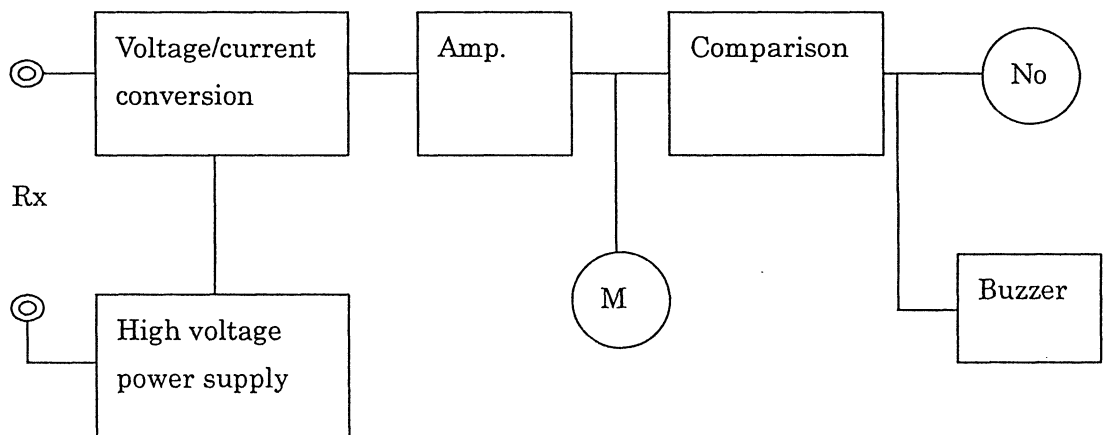 Voltage/current
conversion
Amp.
Comparison
No
Rx
M
Buzzer
High voltage
power supply